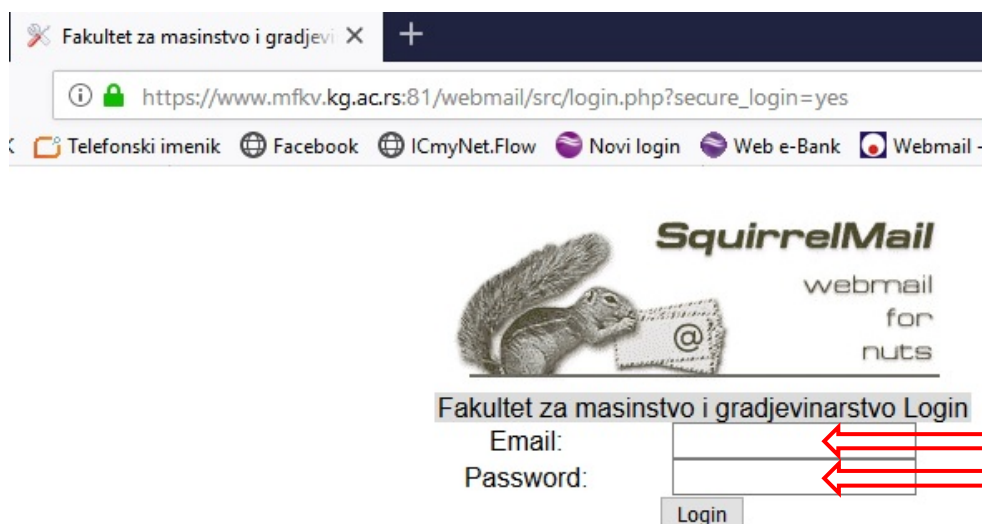 Fakultet za masinstvo i gradjevi
https://www.mfkv.kg.ac.rs:81/webmail/src/login.php?secure_login=yes
Telefonski imenik Facebook ICmyNet.Flow Novi login Web e-Bank Webmail -
SquirrelMail
webmail
for
nuts
@
Fakultet za masinstvo i gradjevinarstvo Login
Email:
Password:
Login